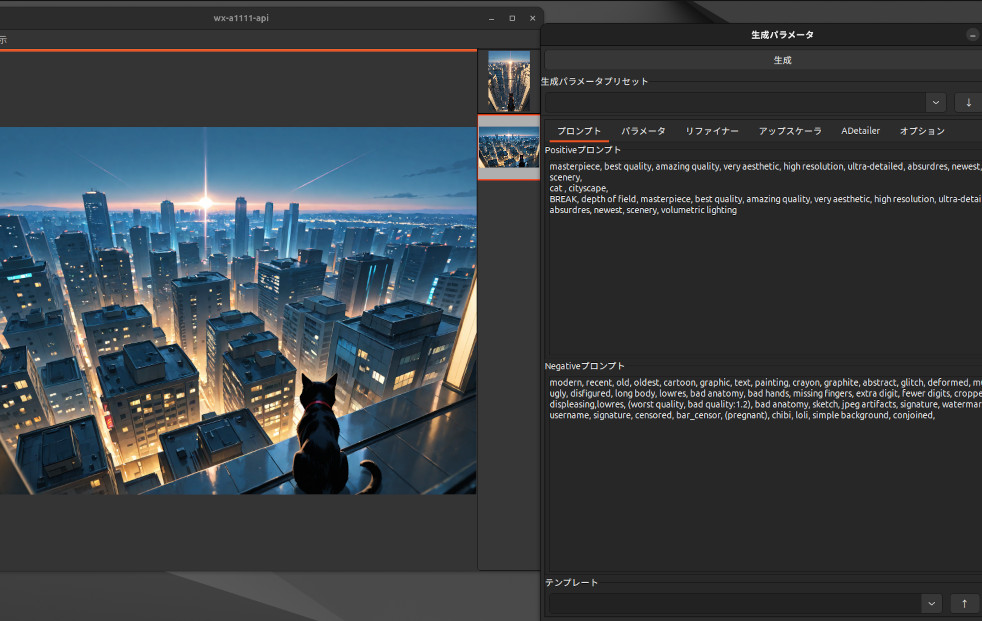 wx-a1111-api
示
生成パラメータ
生成
生成パラメータプリセット
プロンプト パラメータ リファイナー アップスケーラ ADetailer オプション
Positiveプロンプト
masterpiece, best quality, amazing quality, very aesthetic, high resolution, ultra-detailed, absurdres, newest,
scenery,
cat , cityscape,
BREAK, depth of field, masterpiece, best quality, amazing quality, very aesthetic, high resolution, ultra-detai
absurdres, newest, scenery, volumetric lighting
Negativeプロンプト
modern, recent, old, oldest, cartoon, graphic, text, painting, crayon, graphite, abstract, glitch, deformed, mu
ugly, disfigured, long body, lowres, bad anatomy, bad hands, missing fingers, extra digit, fewer digits, croppe
displeasing,lowres, (worst quality, bad quality:1.2), bad anatomy, sketch, jpeg artifacts, signature, watermar
username, signature, censored, bar_censor, (pregnant), chibi, loli, simple background, conjoined,
テンプレート